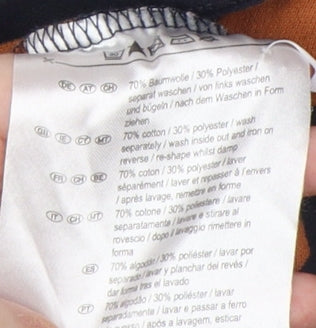 DE AT CH 70% Baumwolle / 30% Polyester /
separat waschen / von links waschen
und bügeln / nach dem Waschen in Form
ziehen
IE CY MT 70% cotton / 30% polyester / wash
separately / wash inside out and iron on
reverse / re-shape whilst damp
FR CH BE 70% coton / 30% polyester / laver
séparément / laver et repasser à l'envers
/ après lavage, remettre en forme
IT CH MT 70% cotone / 30% poliestere / lavare
separatamente / lavare e stirare al
rovescio / dopo il lavaggio rimettere in
forma
ES 70% algodón / 30% poliéster / lavar por
separado / lavar y planchar del revés /
dar forma tras el lavado
PT 70% algodão / 30% poliéster / lavar
separadamente / lavar e passar a ferro
/ após a lavagem, esticar